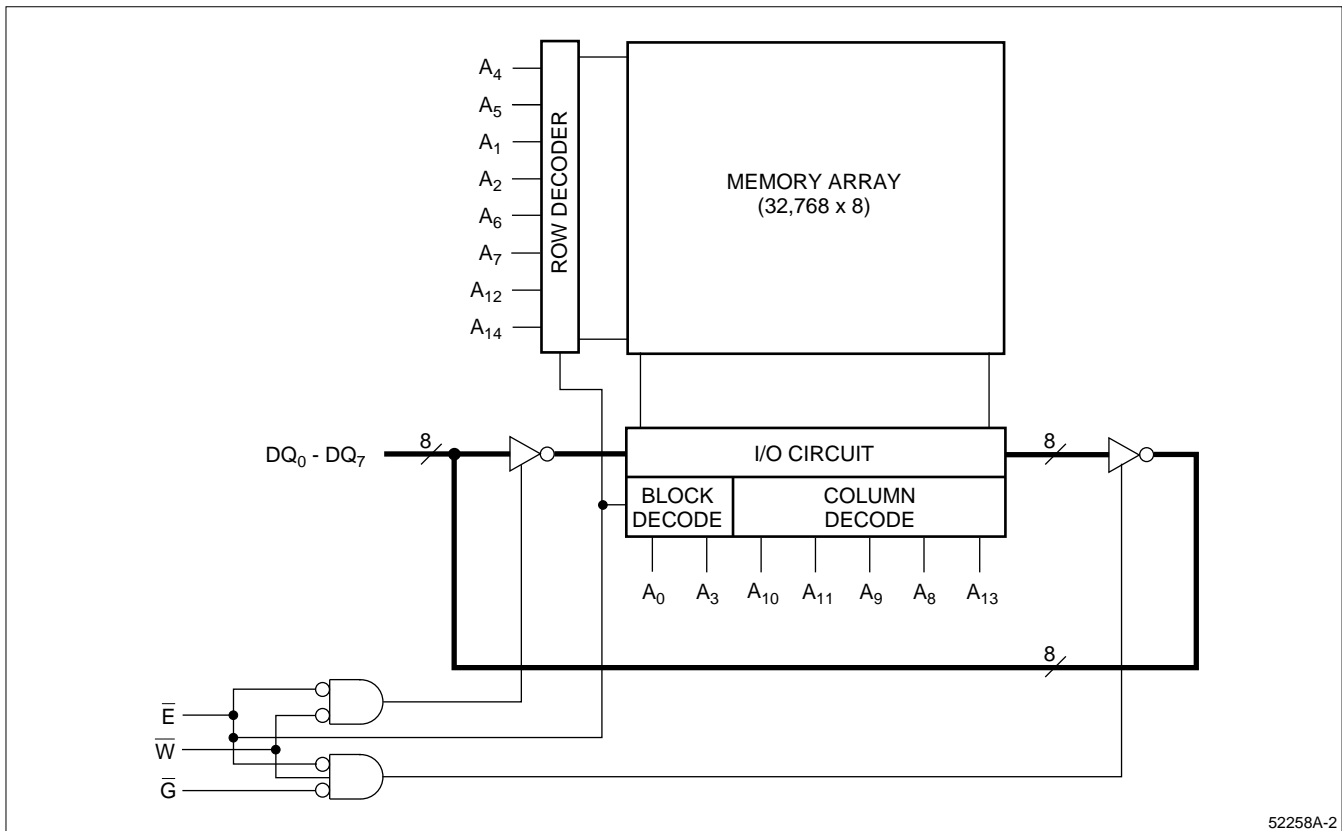 A₄
A₅
A₁
A₂
A₆
A₇
A₁₂
A₁₄
ROW DECODER
MEMORY ARRAY
(32,768 x 8)
DQ₀ - DQ₇
8
I/O CIRCUIT
8
BLOCK
DECODE
COLUMN
DECODE
A₀ A₃ A₁₀ A₁₁ A₉ A₈ A₁₃
8
E̅
W̅
G̅
52258A-2